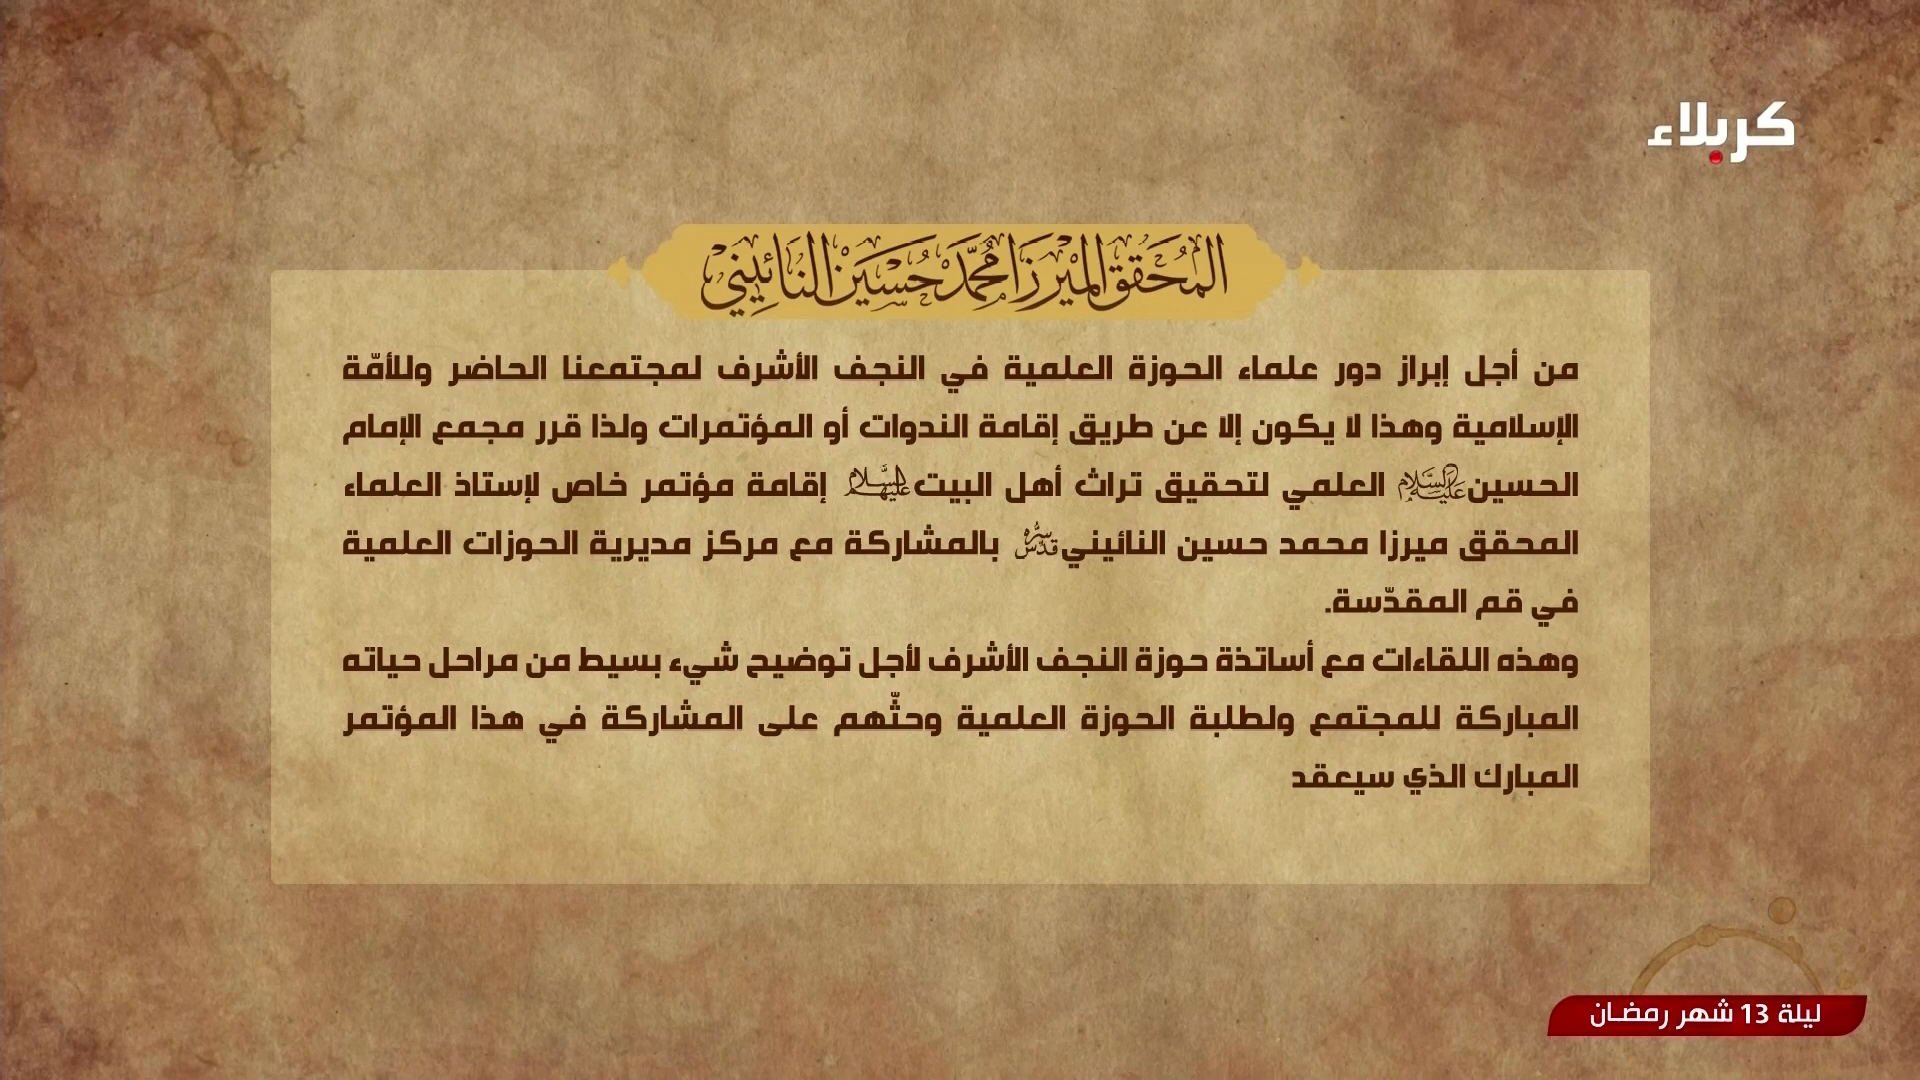 كربلاء
المحقق الميرزا محمد حسين النائيني
من أجل إبراز دور علماء الحوزة العلمية في النجف الأشرف لمجتمعنا الحاضر وللأمّة
الإسلامية وهذا لا يكون إلا عن طريق إقامة الندوات أو المؤتمرات ولذا قرر مجمع الإمام
الحسين عليه السلام العلمي لتحقيق تراث أهل البيت عليهم السلام إقامة مؤتمر خاص لإستاذ العلماء
المحقق ميرزا محمد حسين النائيني قدس سره بالمشاركة مع مركز مديرية الحوزات العلمية
في قم المقدّسة.
وهذه اللقاءات مع أساتذة حوزة النجف الأشرف لأجل توضيح شيء بسيط من مراحل حياته
المباركة للمجتمع ولطلبة الحوزة العلمية وحثّهم على المشاركة في هذا المؤتمر
المبارك الذي سيعقد
ليلة 13 شهر رمضان